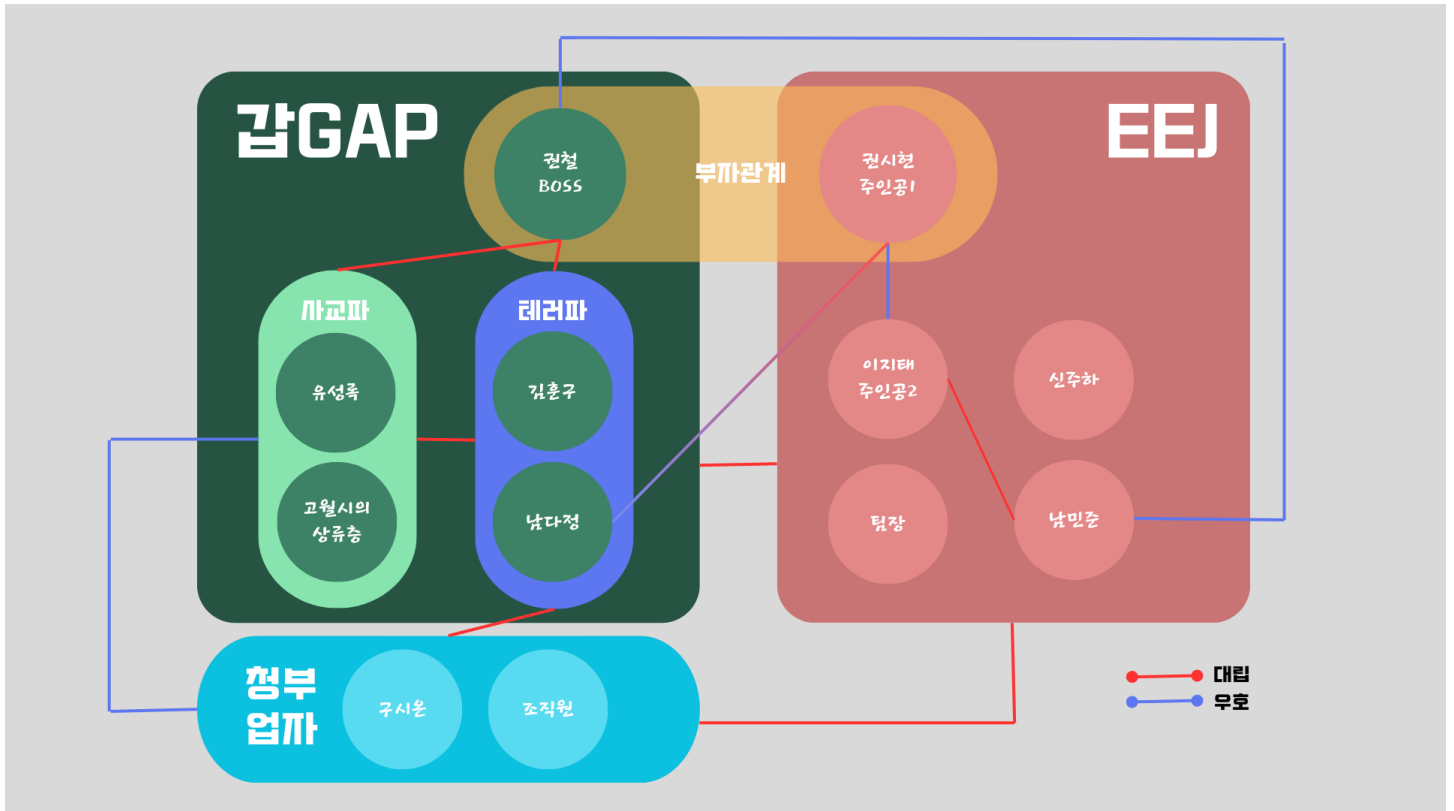 갑GAP
EEJ
권철
BOSS
부자관계
권시현
주인공1
사교파
테러파
유성록
김훈구
이지태
주인공2
신주하
고월시의
상류층
남다정
팀장
남민준
청부
업자
구시온
조직원
대립
우호